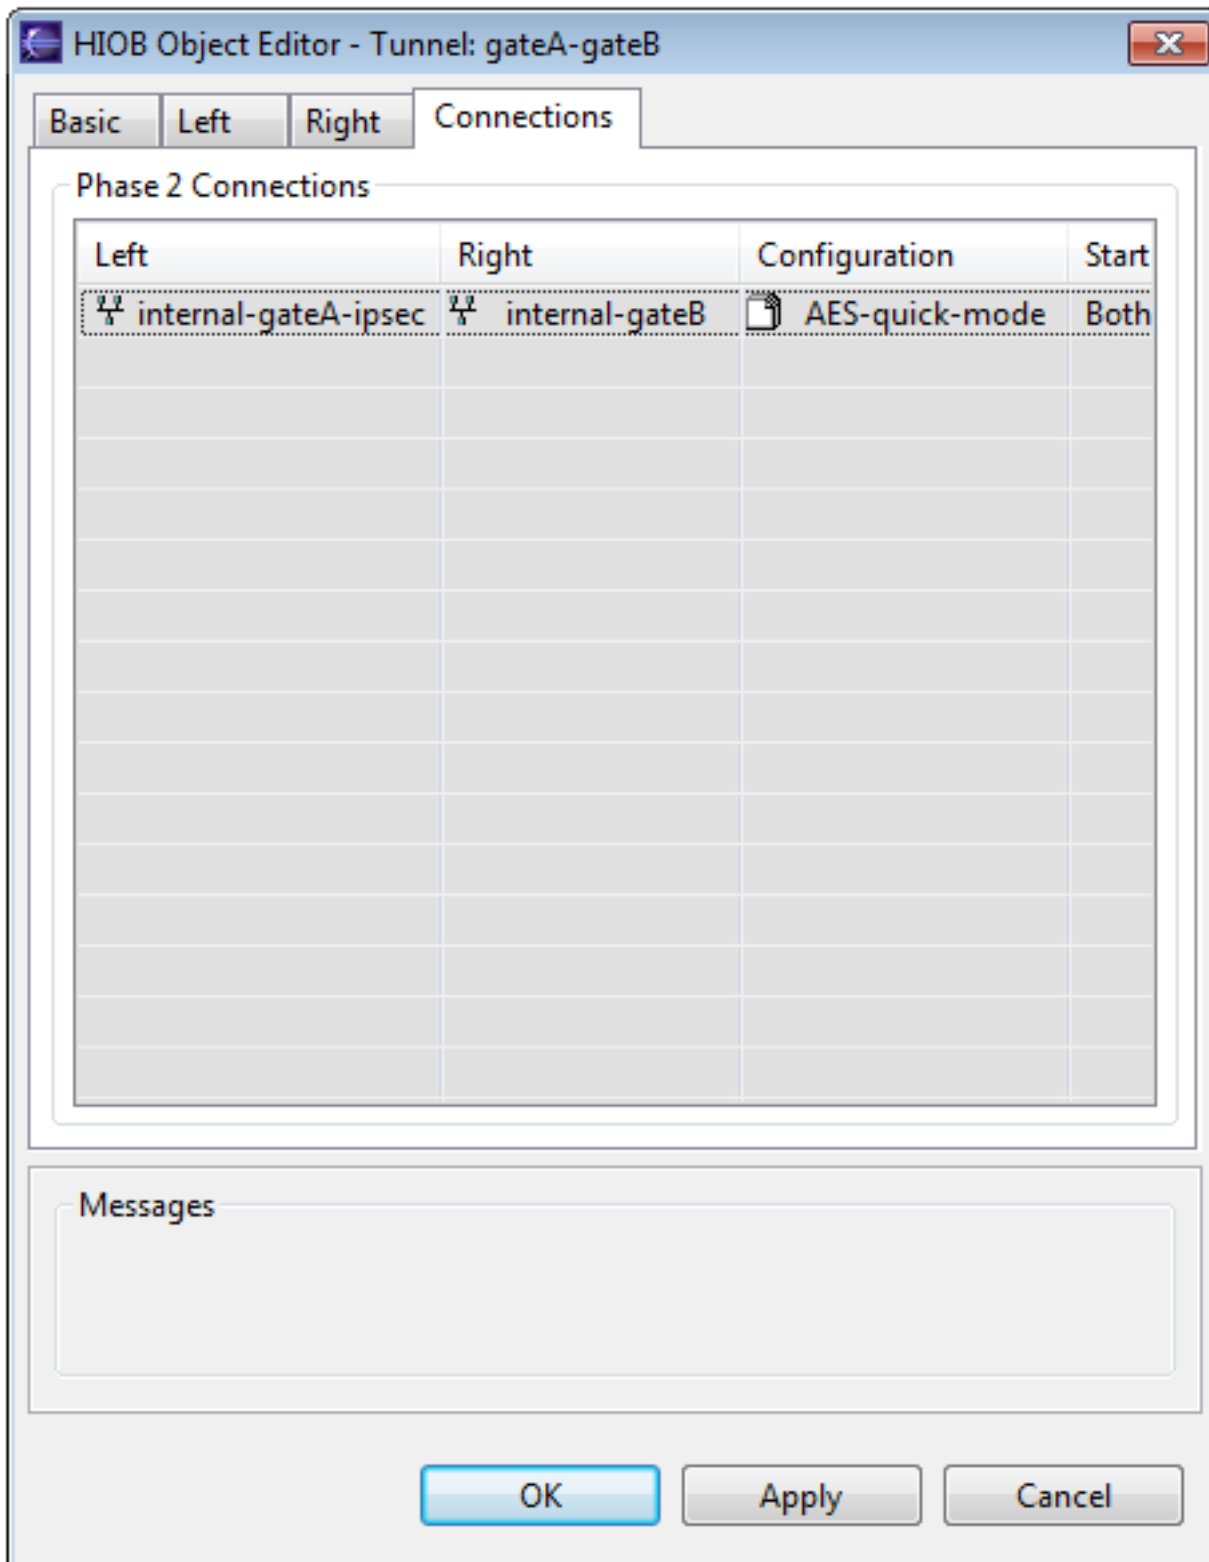 HIOB Object Editor - Tunnel: gateA-gateB
Basic Left Right Connections
Phase 2 Connections
Left Right Configuration Start
internal-gateA-ipsec internal-gateB AES-quick-mode Both
Messages
OK Apply Cancel